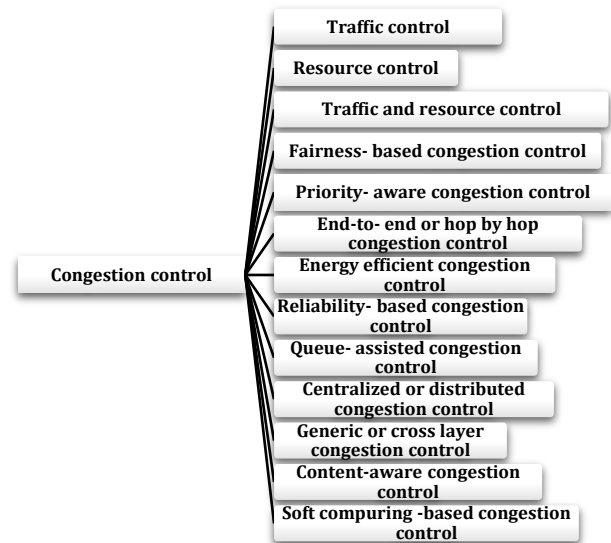 Traffic control
Resource control
Traffic and resource control
Fairness- based congestion control
Priority- aware congestion control
End-to- end or hop by hop
congestion control
Congestion control
Energy efficient congestion
control
Reliability- based congestion
control
Queue- assisted congestion
control
Centralized or distributed
congestion control
Generic or cross layer
congestion control
Content-aware congestion
control
Soft compuring -based congestion
control